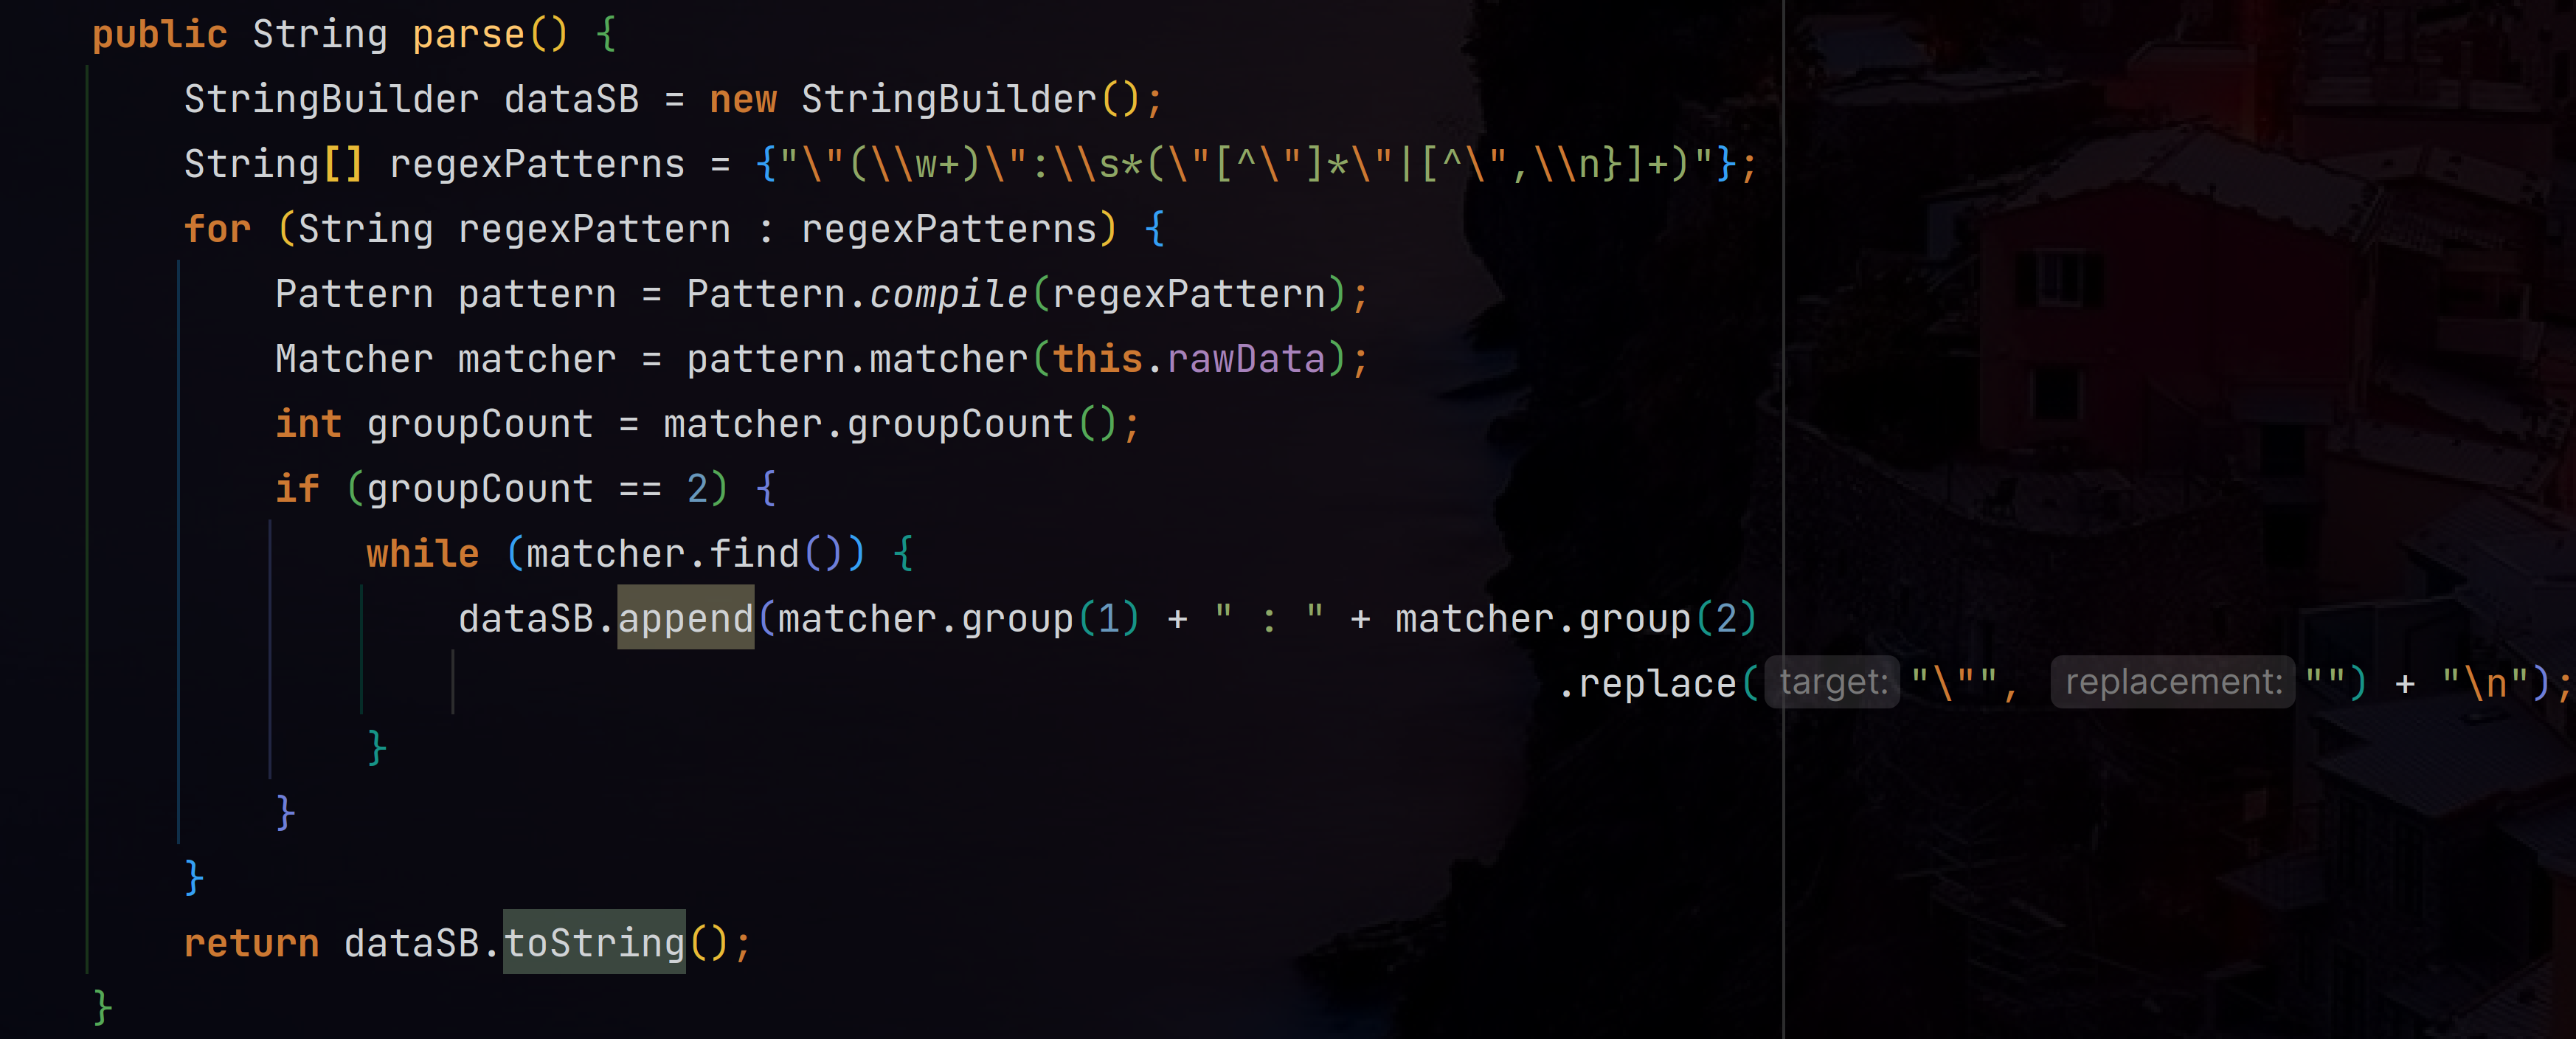 public String parse() {
StringBuilder dataSB = new StringBuilder();
String[] regexPatterns = {"\"(\\w+)\":\\s*(\"[^\"]*\"|[^\",\\n}]+)"};
for (String regexPattern : regexPatterns) {
Pattern pattern = Pattern.compile(regexPattern);
Matcher matcher = pattern.matcher(this.rawData);
int groupCount = matcher.groupCount();
if (groupCount == 2) {
while (matcher.find()) {
dataSB.append(matcher.group(1) + " : " + matcher.group(2)
.replace( target: "\"", replacement: "") + "\n");
}
}
}
return dataSB.toString();
}